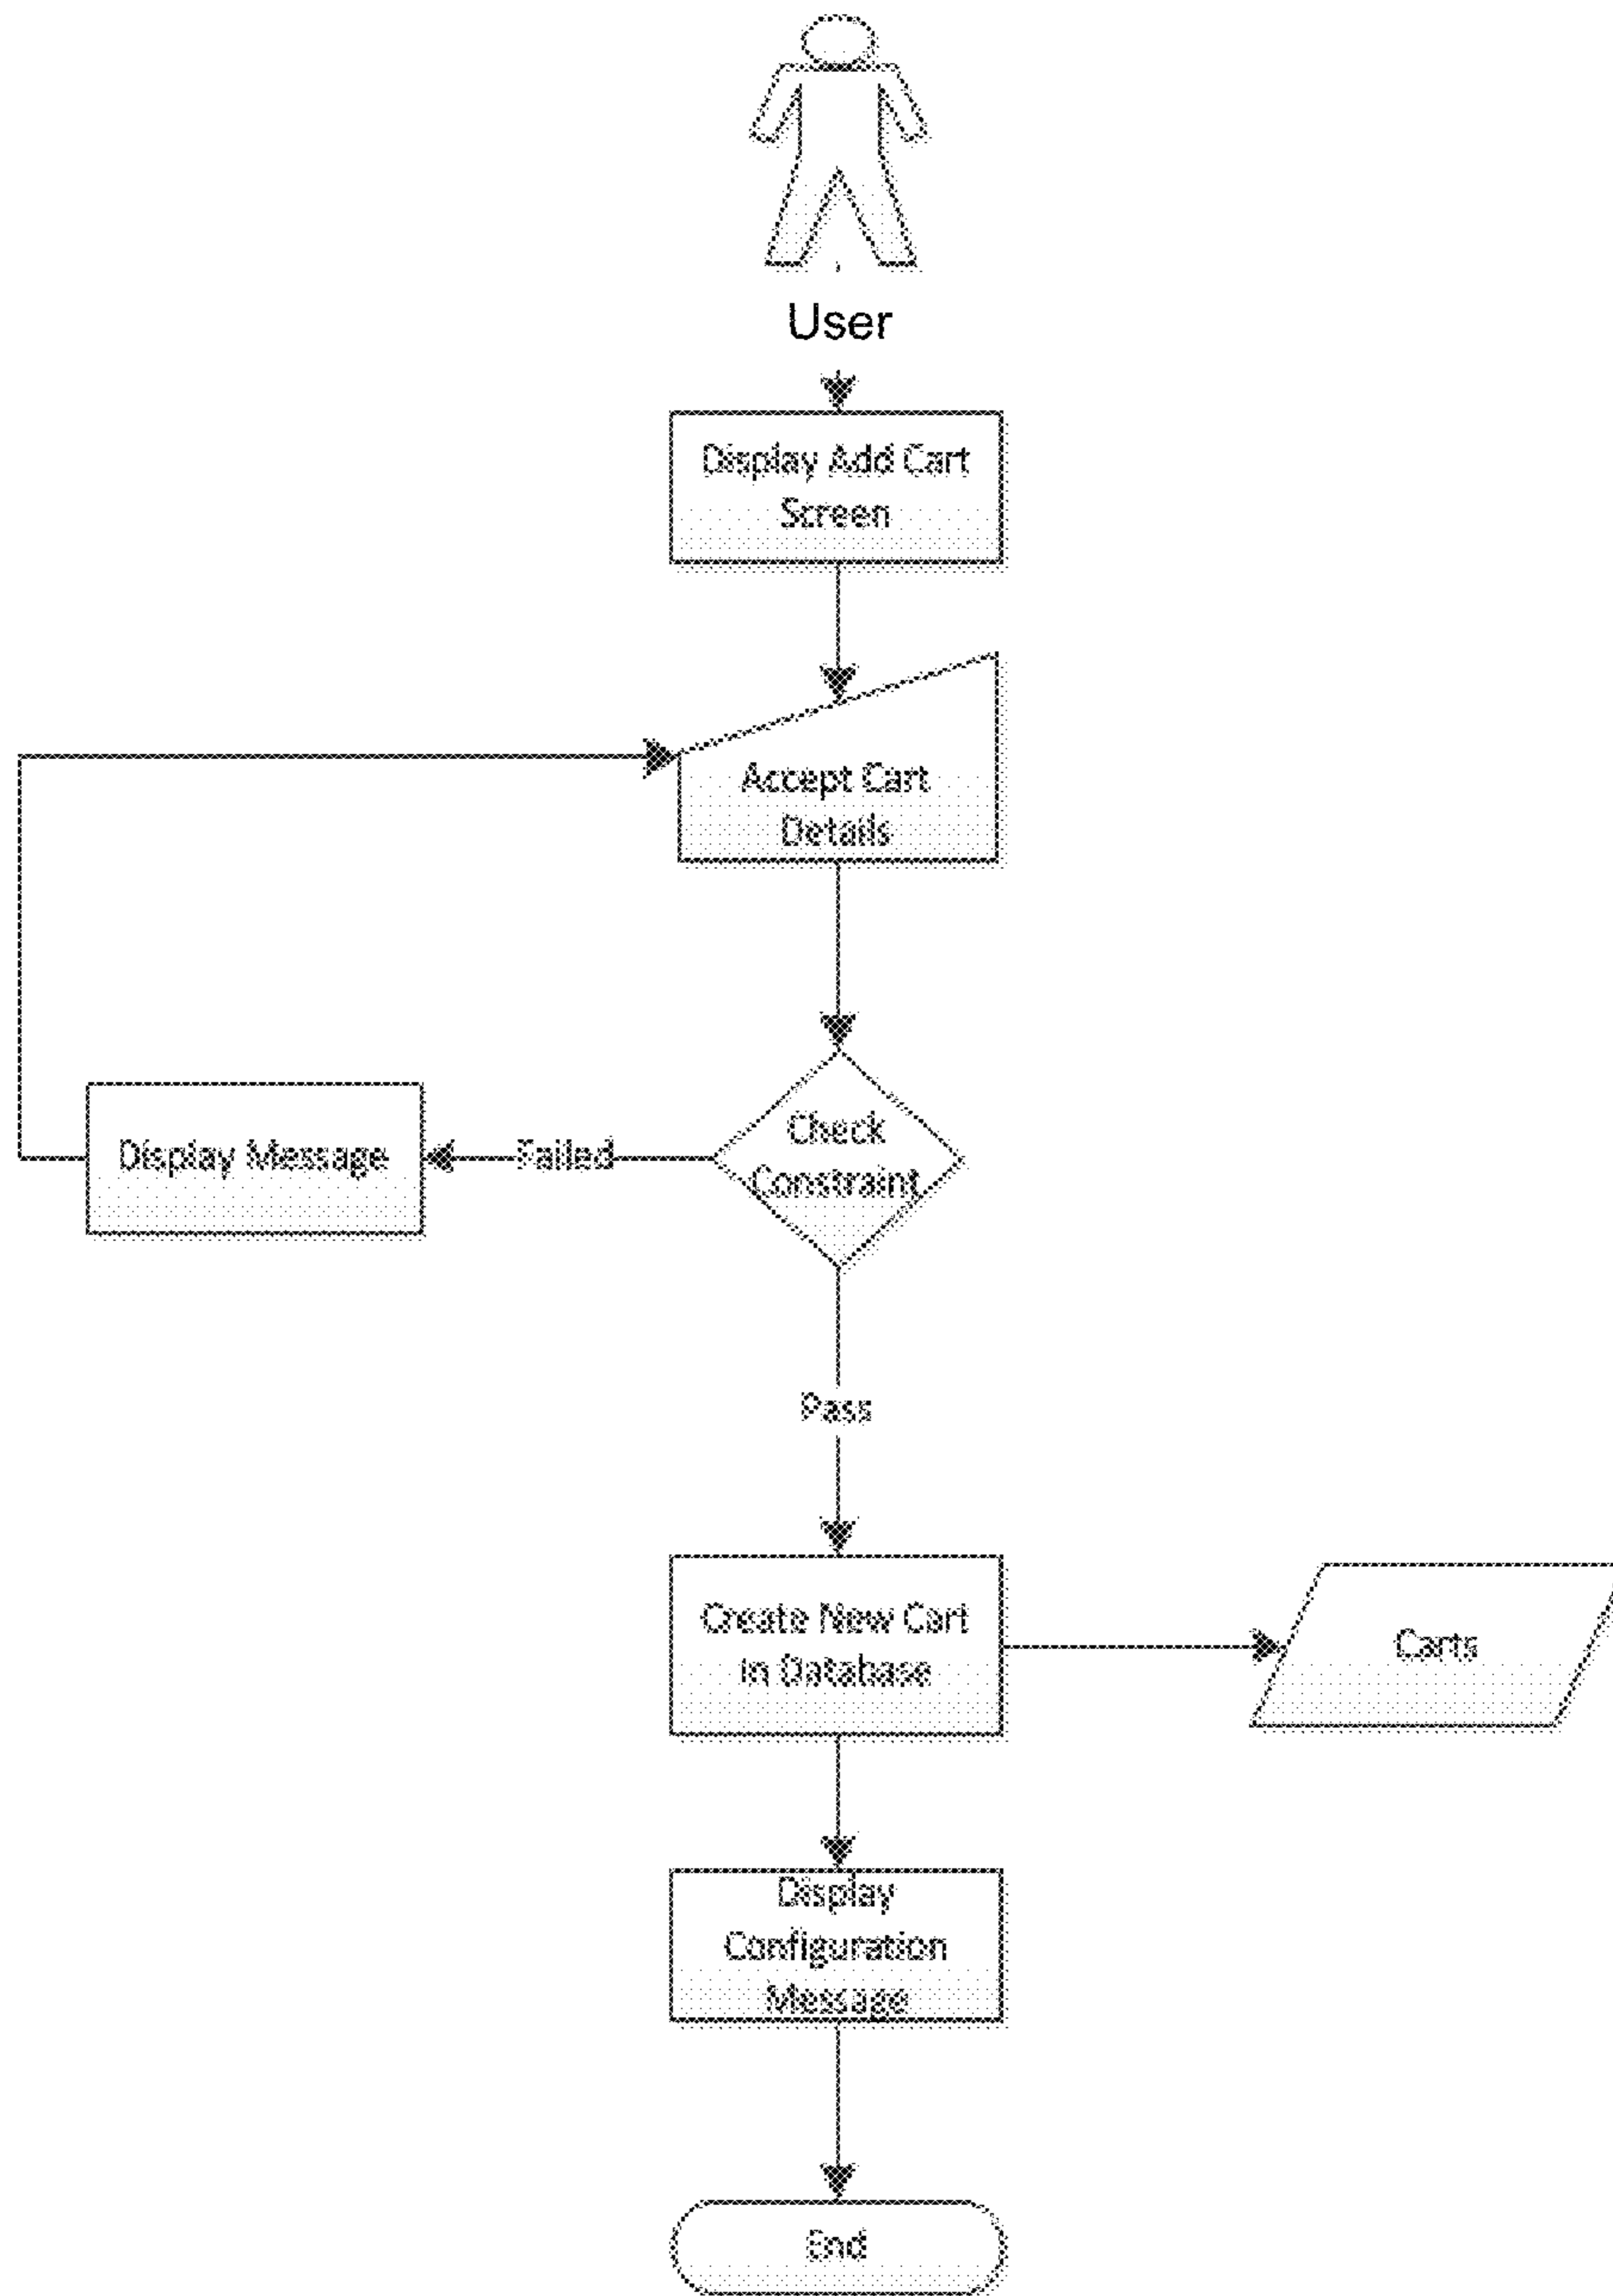 User
Display Add Cart
Screen
Accept Cart
Details
Check
Constraint
Failed
Display Message
Pass
Create New Cart
in Database
Carts
Display
Configuration
Message
End